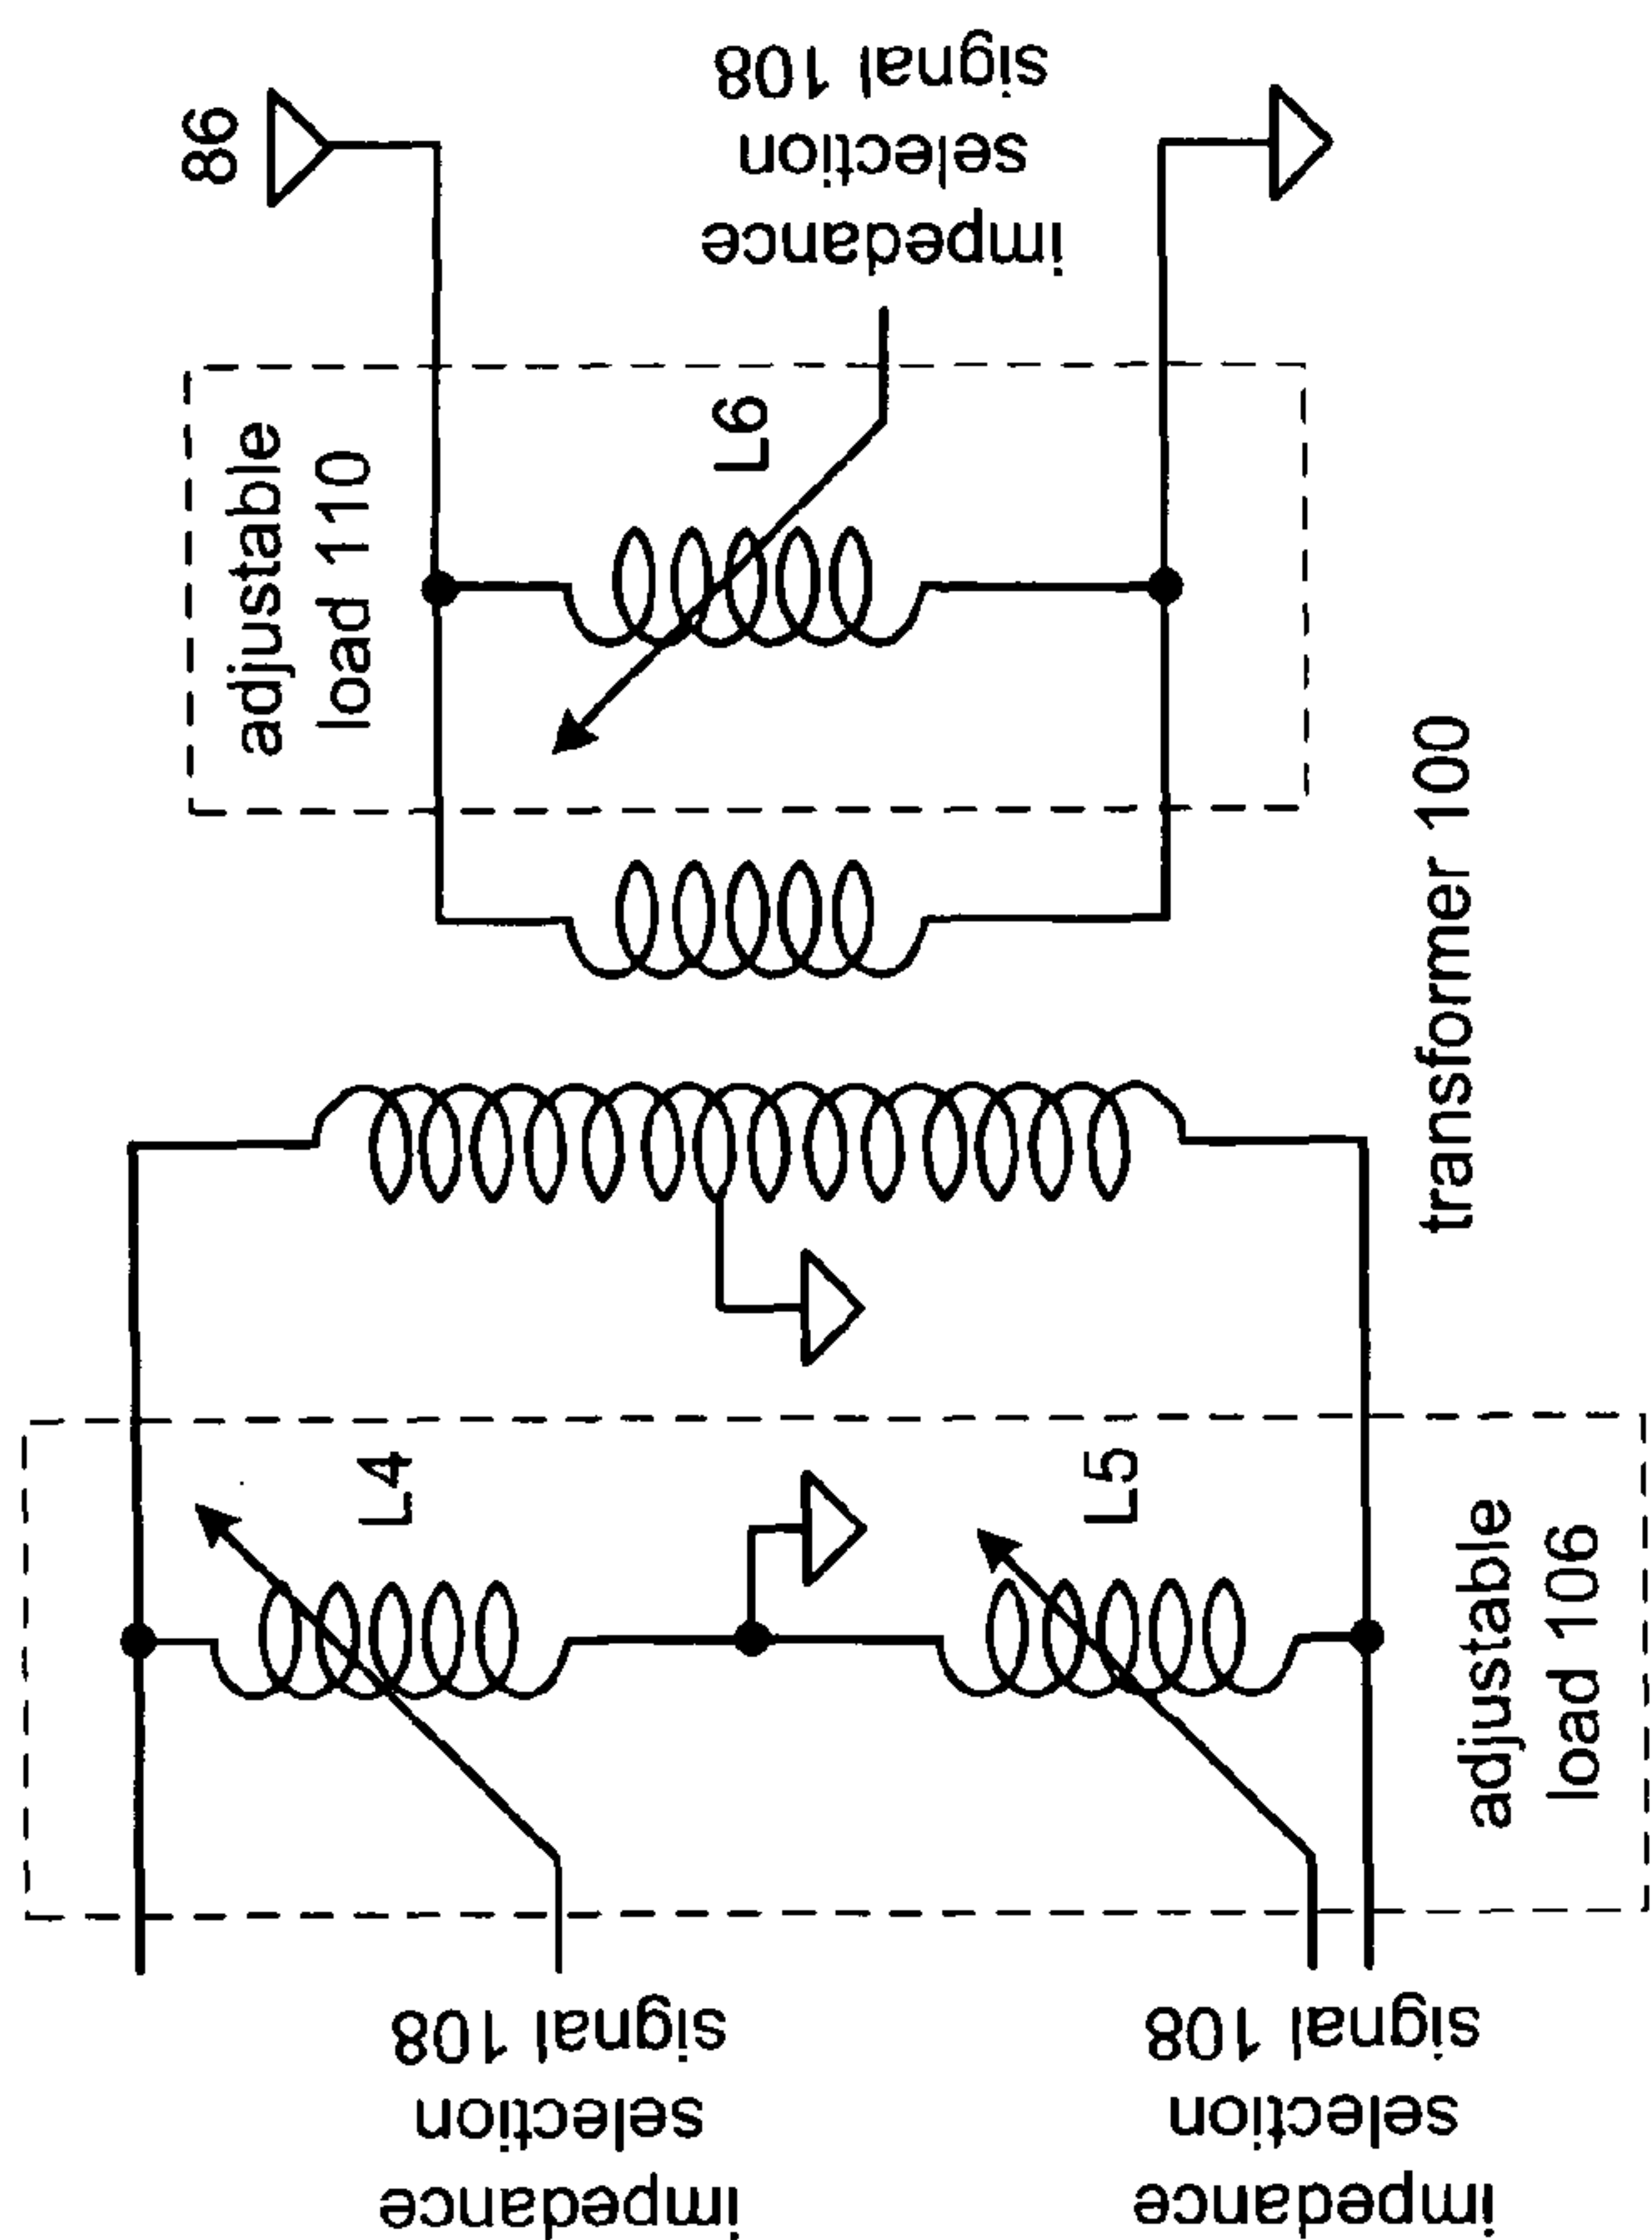 86
impedance
selection
signal 108
adjustable
load 110
L6
transformer 100
L4
L5
adjustable
load 106
impedance
selection
signal 108
impedance
selection
signal 108